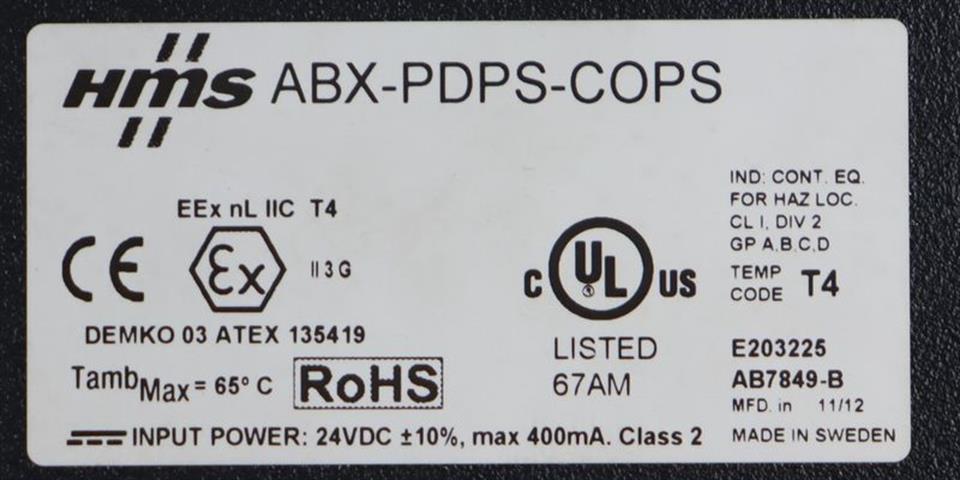 HMS ABX-PDPS-COPS
EEx nL IIC T4
CE Ex II 3 G
DEMKO 03 ATEX 135419
TambMax = 65° C RoHS
INPUT POWER: 24VDC ±10%, max 400mA. Class 2
C UL US
LISTED
67AM
IND: CONT. EQ.
FOR HAZ LOC.
CL I, DIV 2
GP A,B,C,D
TEMP
CODE T4
E203225
AB7849-B
MFD. in 11/12
MADE IN SWEDEN